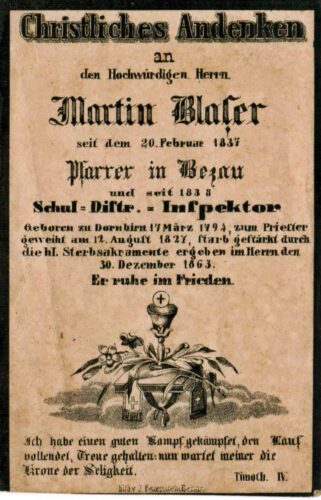 Christliches Andenken
an
den Hochwürdigen Herrn
Martin Blaser
seit dem 20. Februar 1837
Pfarrer in Bezau
und seit 1838
Schul=Distr.=Inspektor
Geboren zu Dornbirn 17 März 1794, zum Priester
geweiht am 12. August 1827, starb gestärkt durch
die hl. Sterbsakramente ergeben im Herrn den
30. Dezember 1863.
Er ruhe im Frieden.
Ich habe einen guten Kampf gekämpfet, den Lauf
vollendet, Treue gehalten: nun wartet meiner die
Krone der Seligkeit.
Timoth. IV.